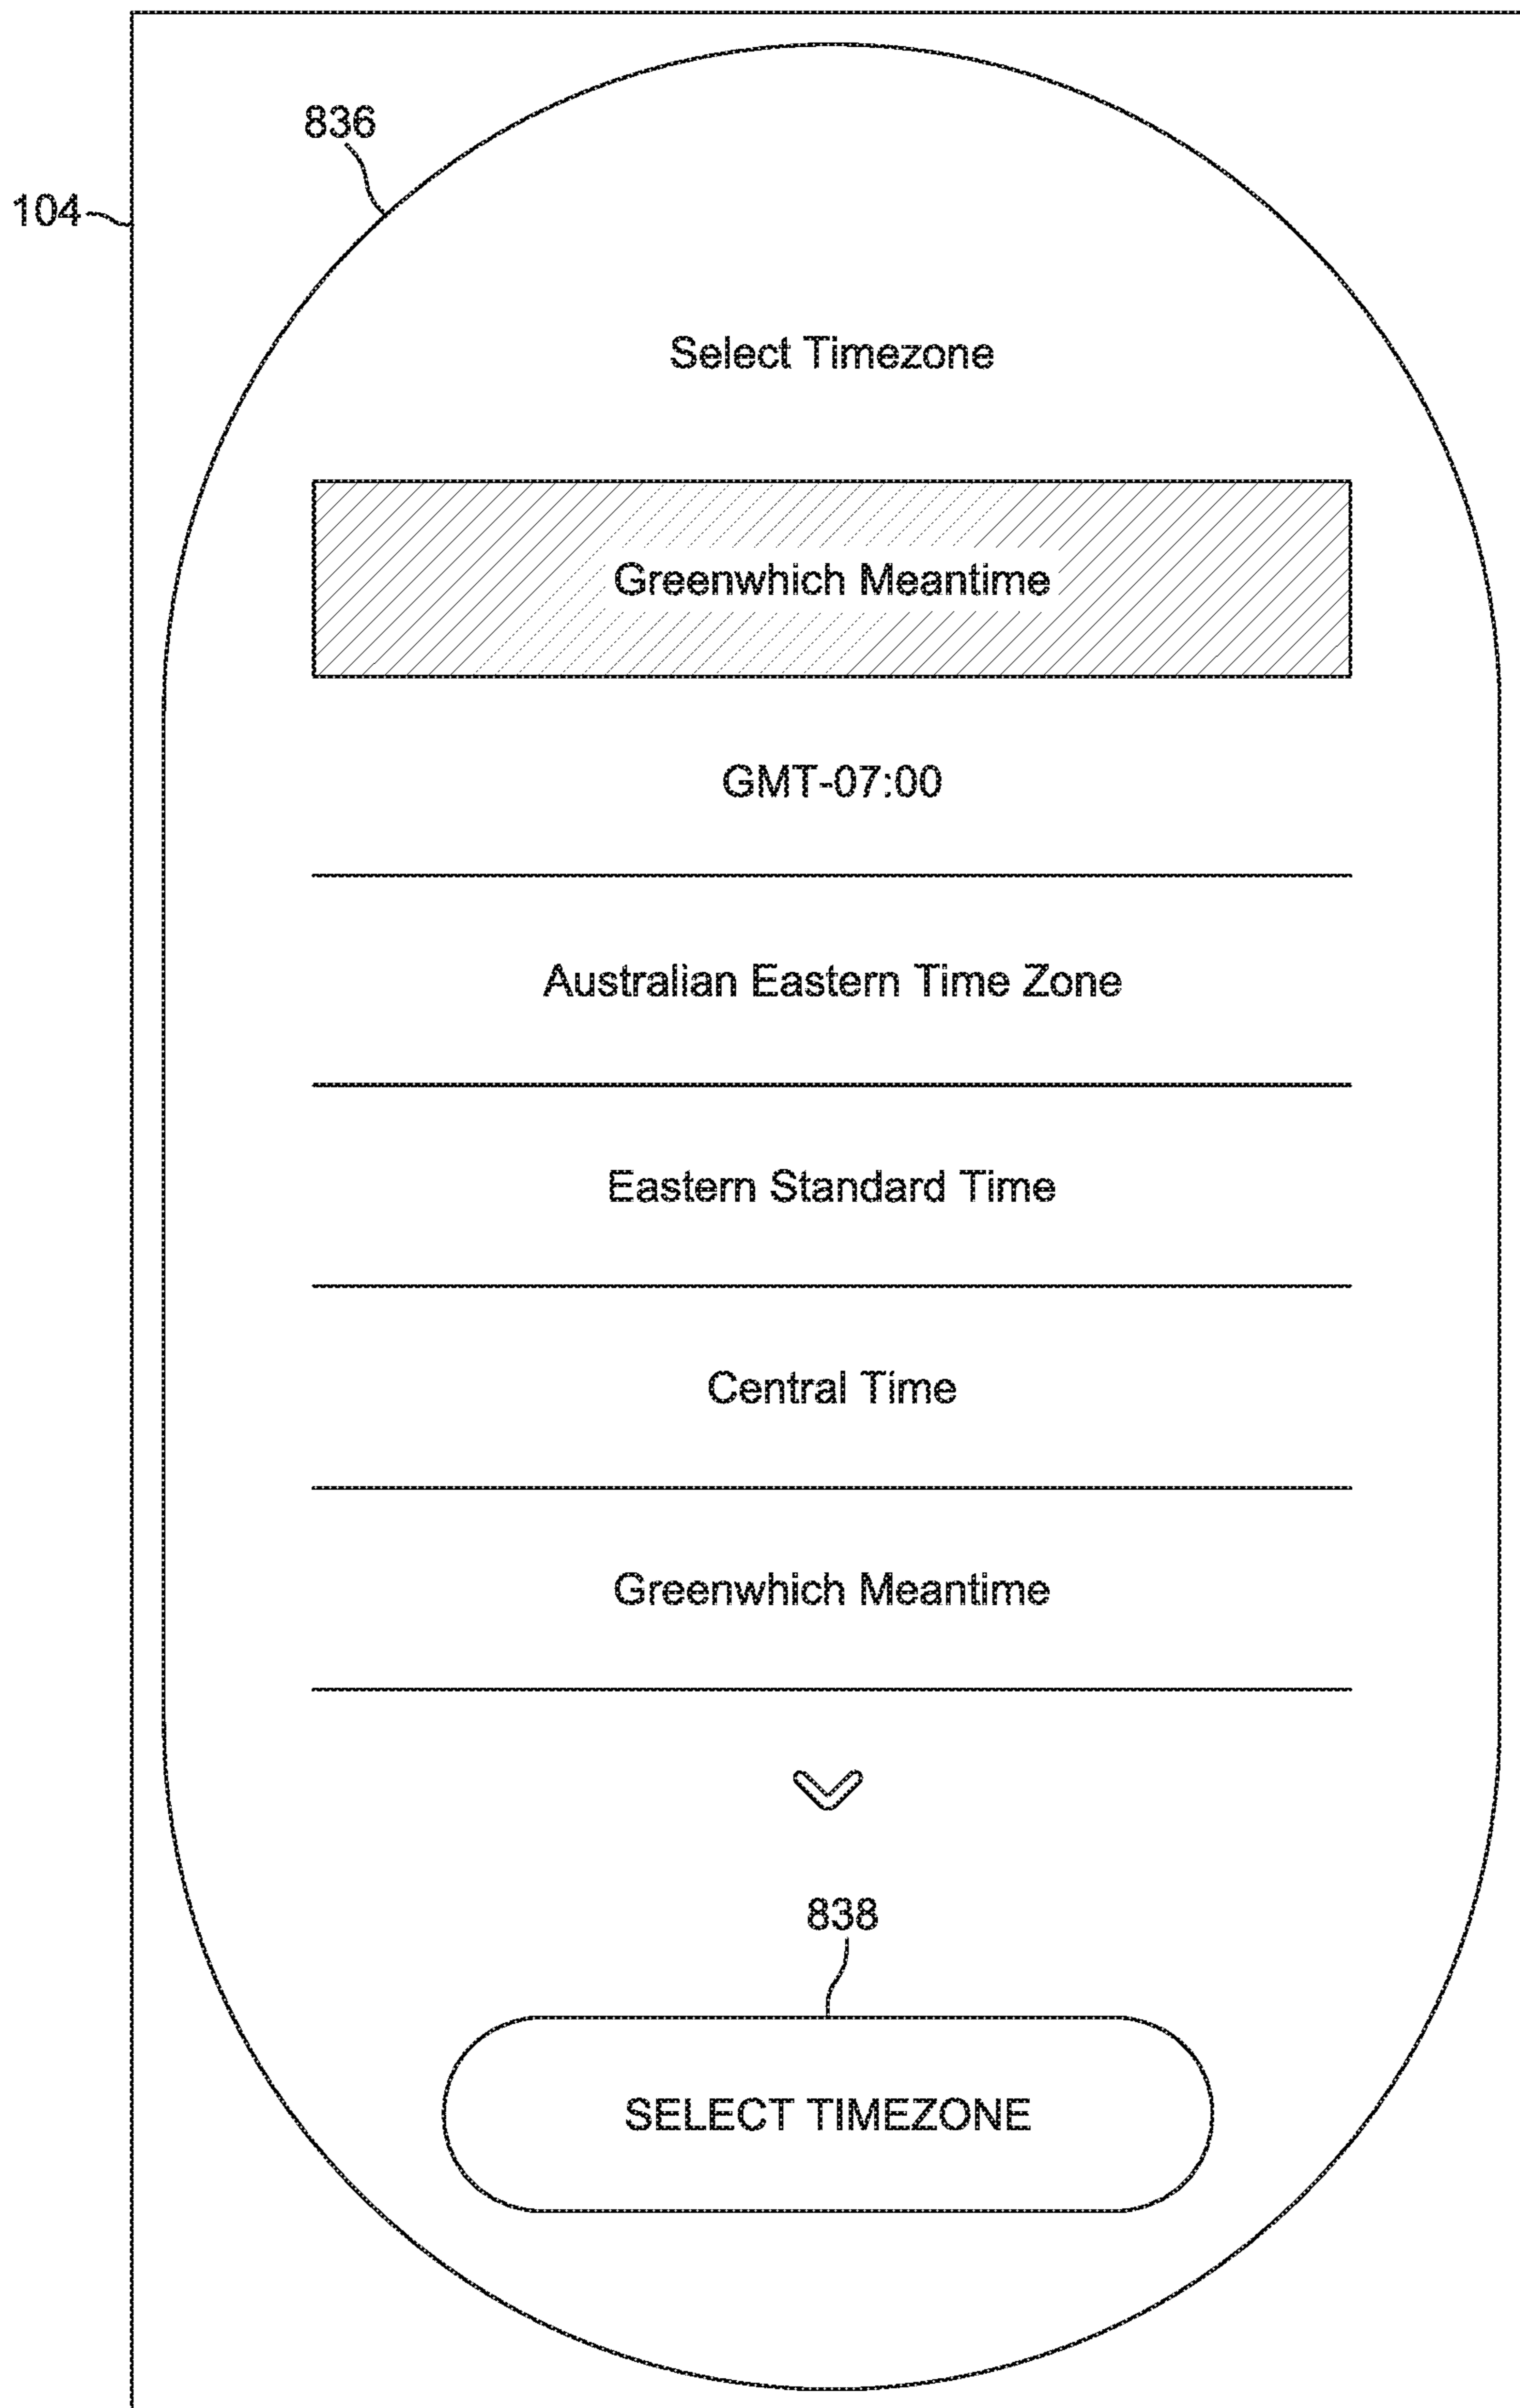 836
104
Select Timezone
Greenwhich Meantime
GMT-07:00
Australian Eastern Time Zone
Eastern Standard Time
Central Time
Greenwhich Meantime
838
SELECT TIMEZONE